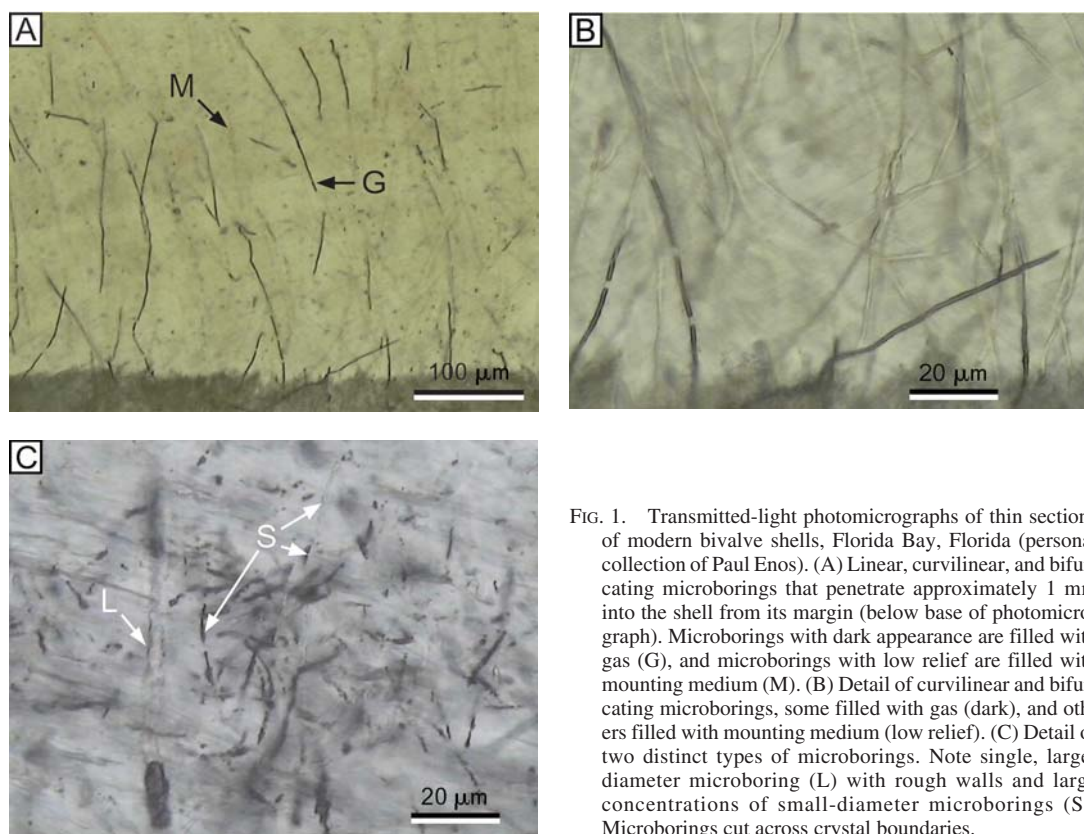 A
M
G
100 μm
B
20 μm
C
S
L
20 μm
FIG. 1. Transmitted-light photomicrographs of thin section
of modern bivalve shells, Florida Bay, Florida (persona
collection of Paul Enos). (A) Linear, curvilinear, and bifur
cating microborings that penetrate approximately 1 mm
into the shell from its margin (below base of photomicro
graph). Microborings with dark appearance are filled with
gas (G), and microborings with low relief are filled with
mounting medium (M). (B) Detail of curvilinear and bifur
cating microborings, some filled with gas (dark), and oth
ers filled with mounting medium (low relief). (C) Detail o
two distinct types of microborings. Note single, large
diameter microboring (L) with rough walls and larg
concentrations of small-diameter microborings (S)
Microborings cut across crystal boundaries.